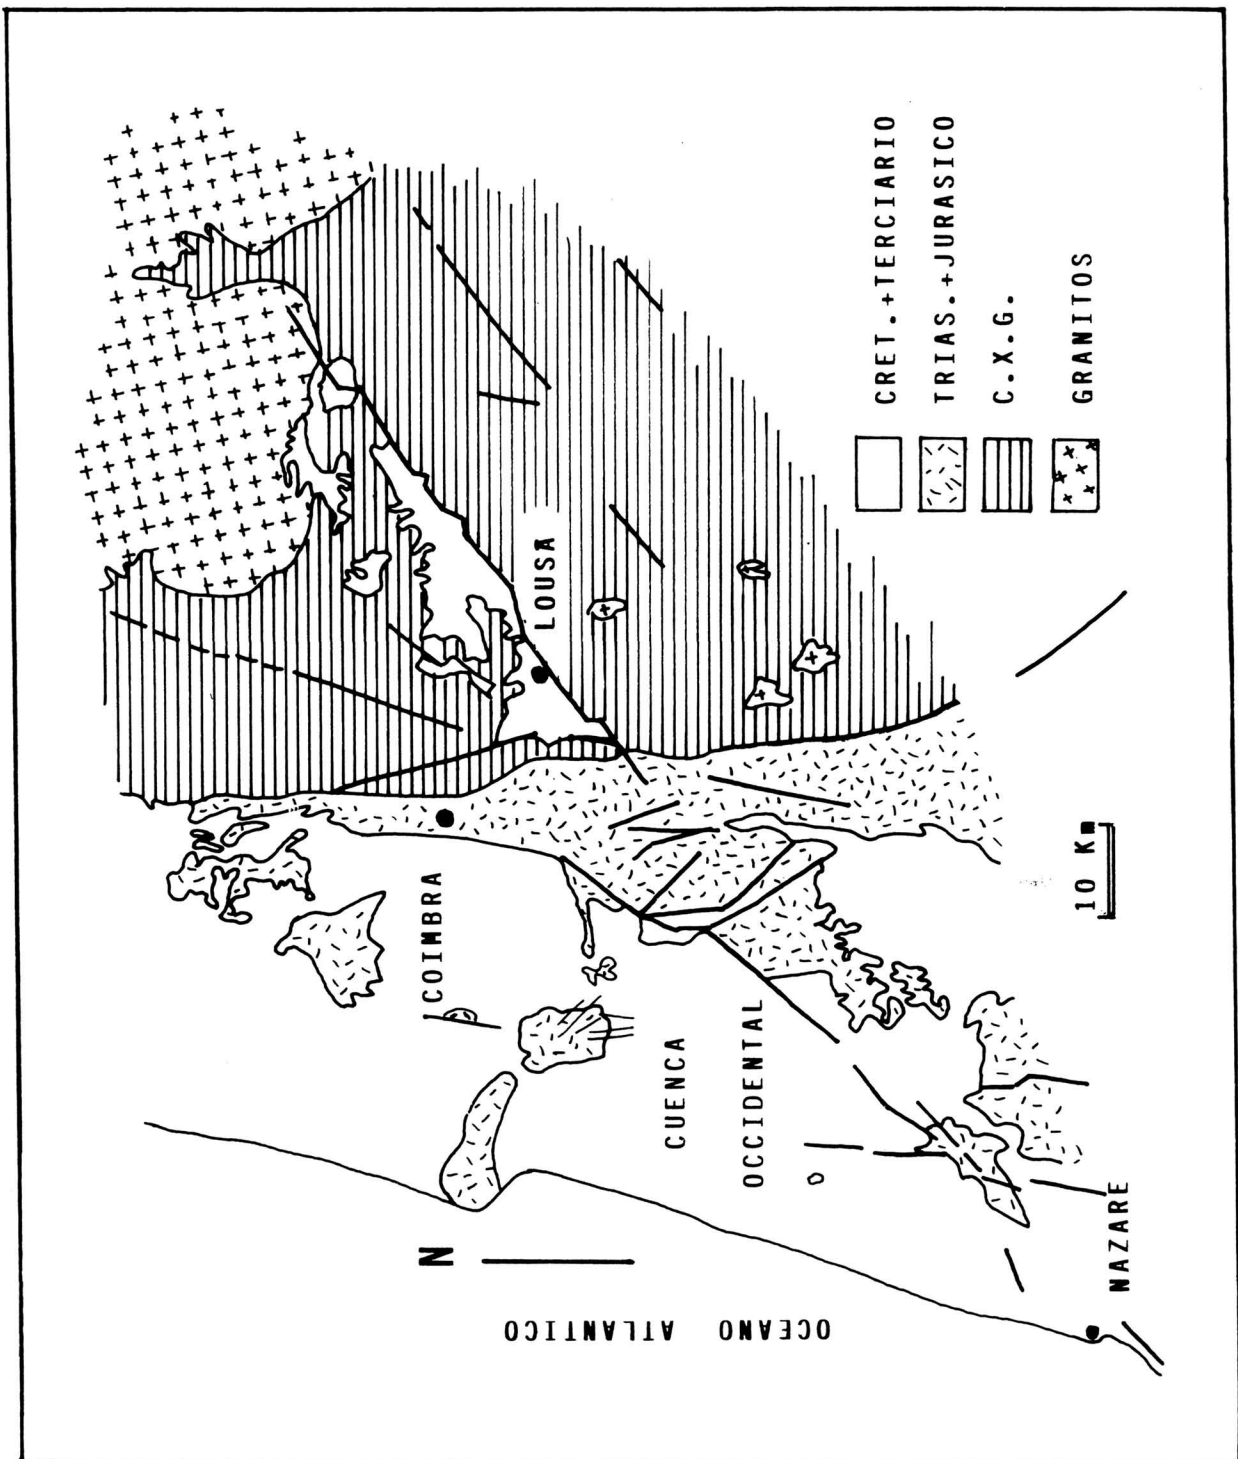 N
OCEANO ATLANTICO
COIMBRA
LOUSA
CUENCA
OCCIDENTAL
NAZARE
10 Km
CRET.+TERCIARIO
TRIAS.+JURASICO
C.X.G.
GRANITOS